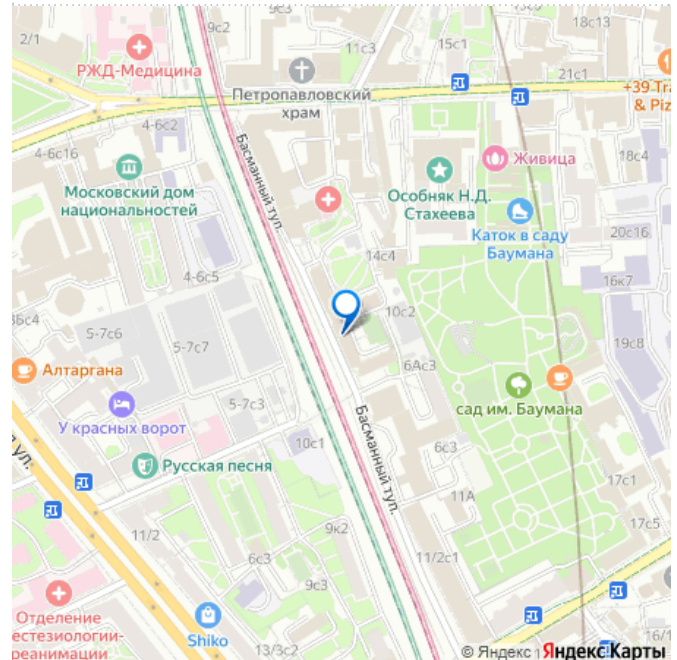 9с3
2/1
9с2
18с13
11с3
15с1
РЖД-Медицина
21с1
+39 Tra
& Piz
Петропавловский
храм
4-6с2
4-6с16
Басманный туп.
Живица
18с4
Московский дом
национальностей
Особняк Н.Д.
Стахеева
Каток в саду
Баумана
20с16
14с4
4-6с5
16к7
10с2
5-7с6
5-7с7
19с8
6Ас3
Алтаргана
5-7с3
сад им. Баумана
У красных ворот
Басманный туп.
10с1
6с3
Русская песня
ул.
17с1
11А
17с5
9к2
11/2
11/2с1
6с3
9с3
Отделение
Shiko
реанимации
13/3с2
16/1
© Яндекс
Яндекс Карты